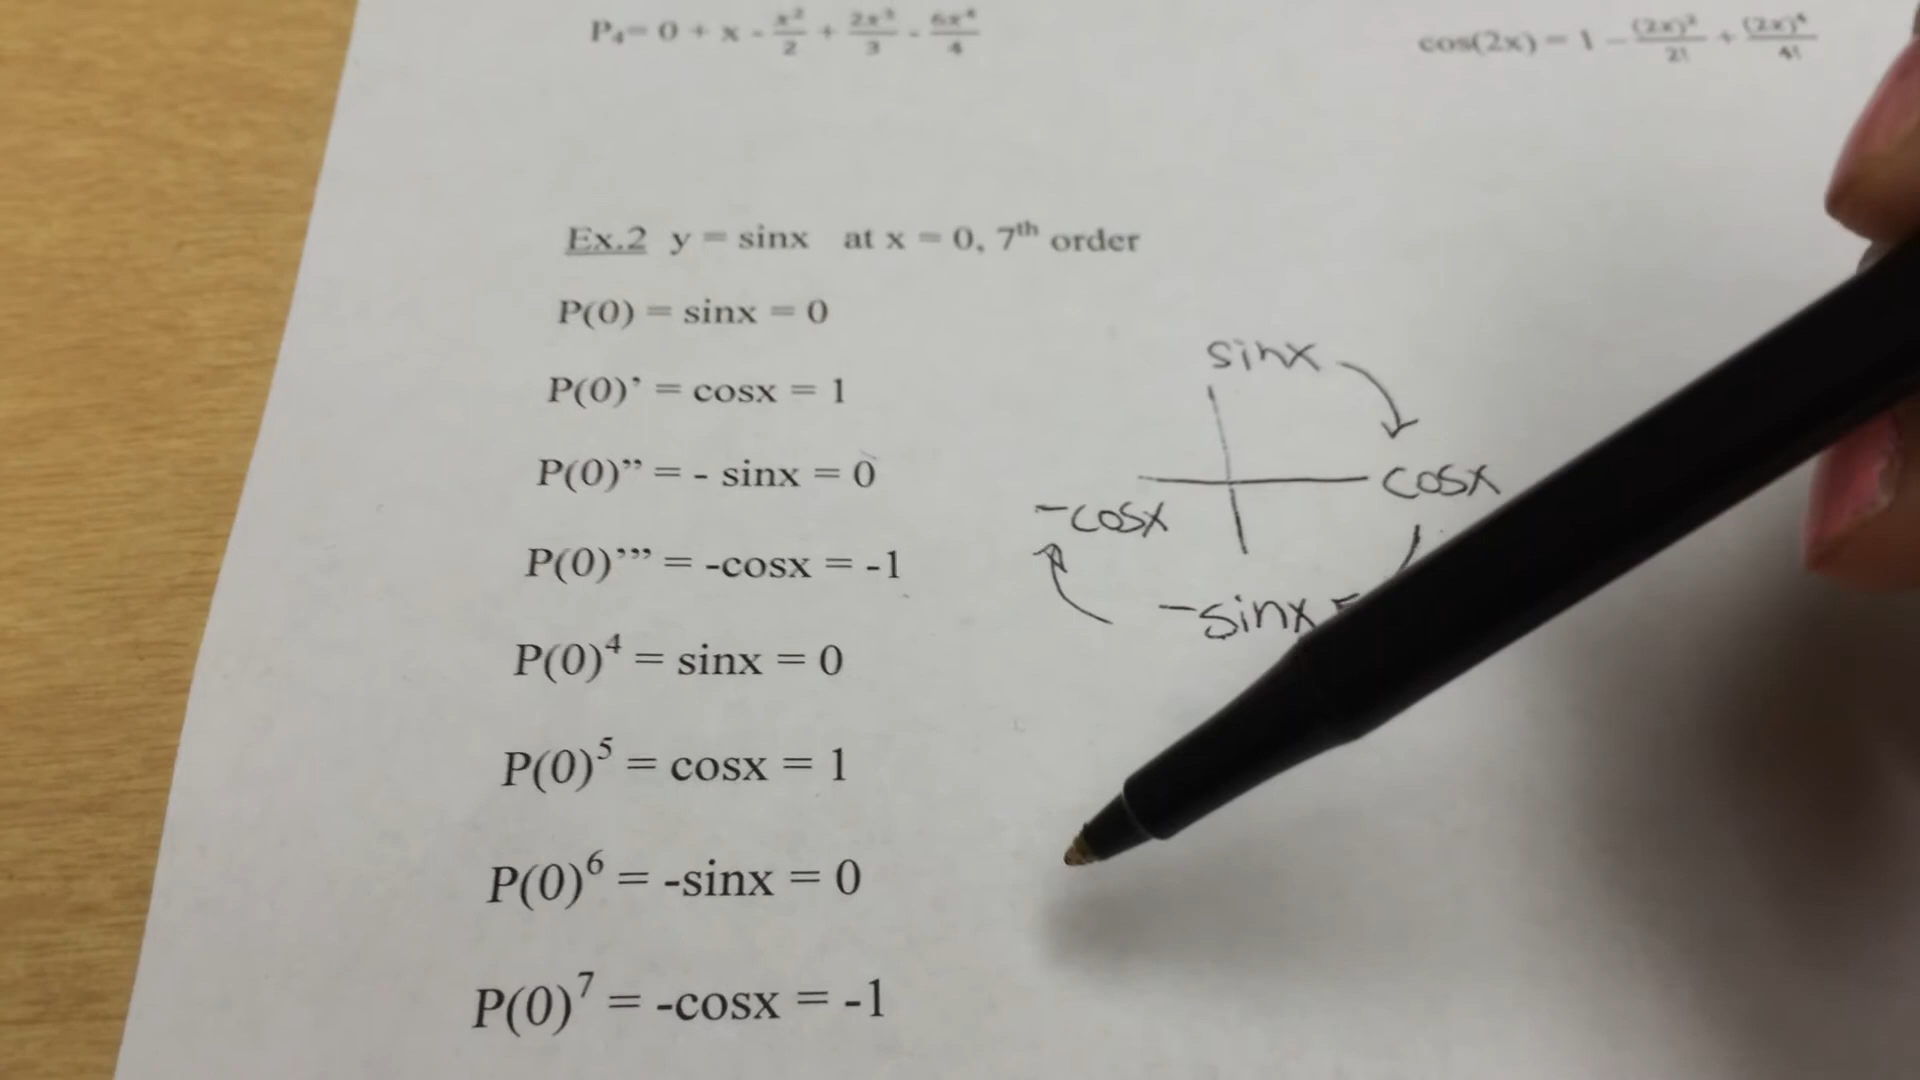 P₄= 0 + x - x²/2 + 2x³/3 - 6x⁴/4
cos(2x) = 1 - (2x)²/2! + (2x)⁴/4!
Ex.2 y = sinx at x = 0, 7th order
P(0) = sinx = 0
P(0)’ = cosx = 1
P(0)” = - sinx = 0
P(0)’” = -cosx = -1
P(0)⁴ = sinx = 0
P(0)⁵ = cosx = 1
P(0)⁶ = -sinx = 0
P(0)⁷ = -cosx = -1
sinx
cosx
-cosx
-sinx